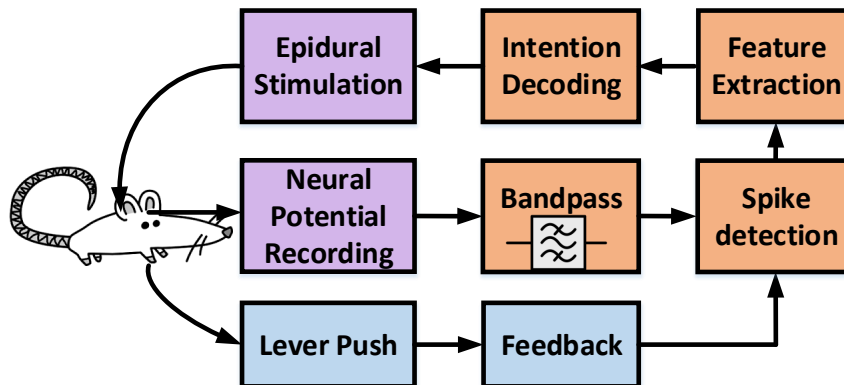 Epidural
Stimulation
Intention
Decoding
Feature
Extraction
Neural
Potential
Recording
Bandpass
Spike
detection
Lever Push
Feedback